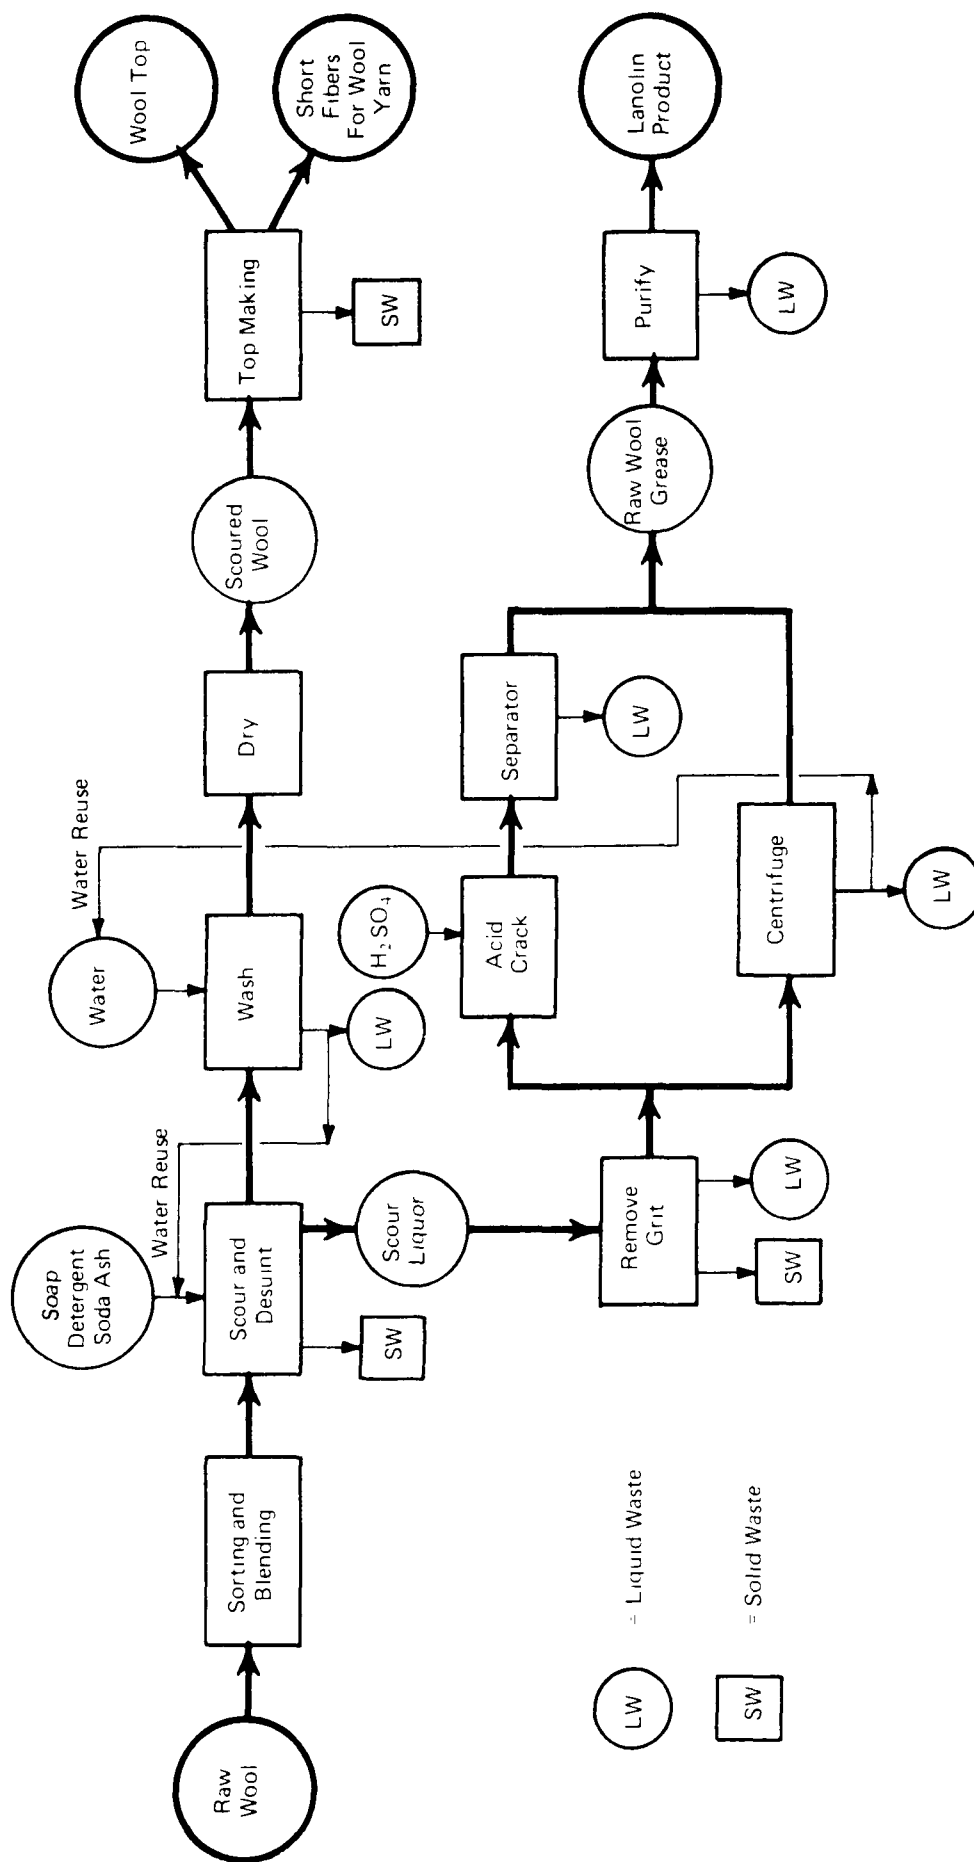 Raw
Wool
Sorting and
Blending
Soap
Detergent
Soda Ash
Water Reuse
Scour and
Desuint
SW
Scour
Liquor
Water
Water Reuse
Wash
LW
Dry
Scoured
Wool
Top Making
SW
Wool Top
Short
Fibers
For Wool
Yarn
Remove
Grit
SW
LW
H₂SO₄
Acid
Crack
Separator
LW
Centrifuge
LW
Raw Wool
Grease
Purify
LW
Lanolin
Product
LW = Liquid Waste
SW = Solid Waste